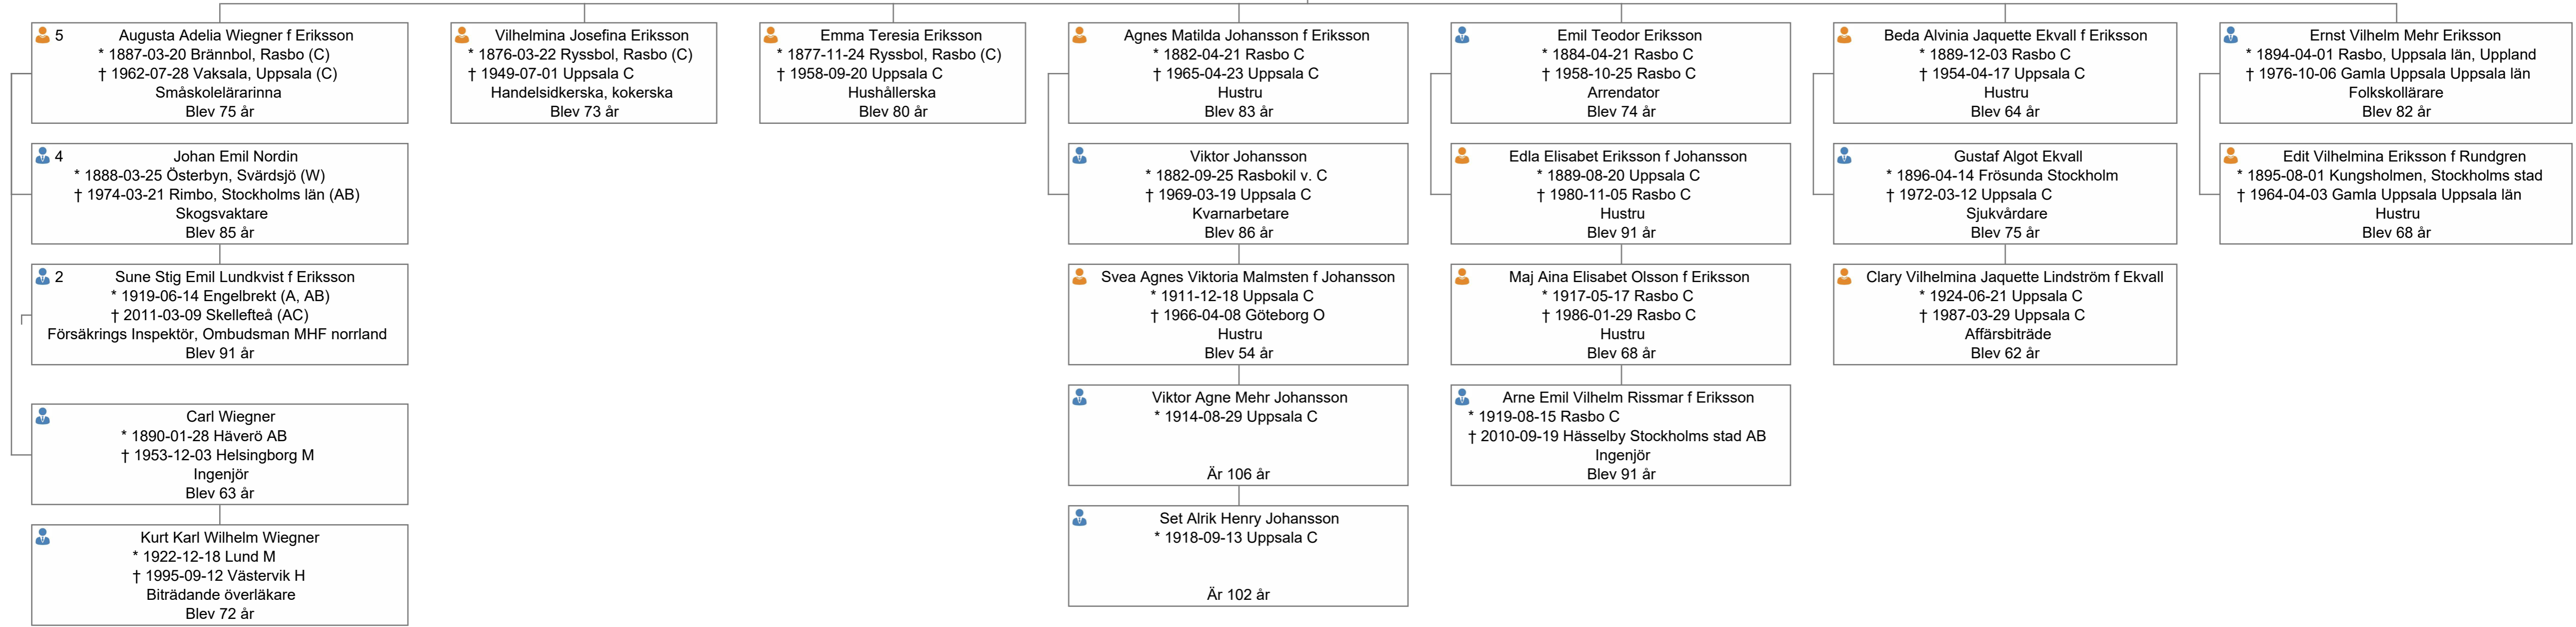 5 Augusta Adelia Wiegner f Eriksson
* 1887-03-20 Brännbol, Rasbo (C)
† 1962-07-28 Vaksala, Uppsala (C)
Småskolelärarinna
Blev 75 år
Vilhelmina Josefina Eriksson
* 1876-03-22 Ryssbol, Rasbo (C)
† 1949-07-01 Uppsala C
Handelsidkerska, kokerska
Blev 73 år
Emma Teresia Eriksson
* 1877-11-24 Ryssbol, Rasbo (C)
† 1958-09-20 Uppsala C
Hushållerska
Blev 80 år
Agnes Matilda Johansson f Eriksson
* 1882-04-21 Rasbo C
† 1965-04-23 Uppsala C
Hustru
Blev 83 år
Emil Teodor Eriksson
* 1884-04-21 Rasbo C
† 1958-10-25 Rasbo C
Arrendator
Blev 74 år
Beda Alvinia Jaquette Ekvall f Eriksson
* 1889-12-03 Rasbo C
† 1954-04-17 Uppsala C
Hustru
Blev 64 år
Ernst Vilhelm Mehr Eriksson
* 1894-04-01 Rasbo, Uppsala län, Uppland
† 1976-10-06 Gamla Uppsala Uppsala län
Folkskollärare
Blev 82 år
4 Johan Emil Nordin
* 1888-03-25 Österbyn, Svärdsjö (W)
† 1974-03-21 Rimbo, Stockholms län (AB)
Skogsvaktare
Blev 85 år
Viktor Johansson
* 1882-09-25 Rasbokil v. C
† 1969-03-19 Uppsala C
Kvarnarbetare
Blev 86 år
Edla Elisabet Eriksson f Johansson
* 1889-08-20 Uppsala C
† 1980-11-05 Rasbo C
Hustru
Blev 91 år
Gustaf Algot Ekvall
* 1896-04-14 Frösunda Stockholm
† 1972-03-12 Uppsala C
Sjukvårdare
Blev 75 år
Edit Vilhelmina Eriksson f Rundgren
* 1895-08-01 Kungsholmen, Stockholms stad
† 1964-04-03 Gamla Uppsala Uppsala län
Hustru
Blev 68 år
2 Sune Stig Emil Lundkvist f Eriksson
* 1919-06-14 Engelbrekt (A, AB)
† 2011-03-09 Skellefteå (AC)
Försäkrings Inspektör, Ombudsman MHF norrland
Blev 91 år
Svea Agnes Viktoria Malmsten f Johansson
* 1911-12-18 Uppsala C
† 1966-04-08 Göteborg O
Hustru
Blev 54 år
Maj Aina Elisabet Olsson f Eriksson
* 1917-05-17 Rasbo C
† 1986-01-29 Rasbo C
Hustru
Blev 68 år
Clary Vilhelmina Jaquette Lindström f Ekvall
* 1924-06-21 Uppsala C
† 1987-03-29 Uppsala C
Affärsbiträde
Blev 62 år
Carl Wiegner
* 1890-01-28 Häverö AB
† 1953-12-03 Helsingborg M
Ingenjör
Blev 63 år
Viktor Agne Mehr Johansson
* 1914-08-29 Uppsala C
Är 106 år
Arne Emil Vilhelm Rissmar f Eriksson
* 1919-08-15 Rasbo C
† 2010-09-19 Hässelby Stockholms stad AB
Ingenjör
Blev 91 år
Kurt Karl Wilhelm Wiegner
* 1922-12-18 Lund M
† 1995-09-12 Västervik H
Biträdande överläkare
Blev 72 år
Set Alrik Henry Johansson
* 1918-09-13 Uppsala C
Är 102 år